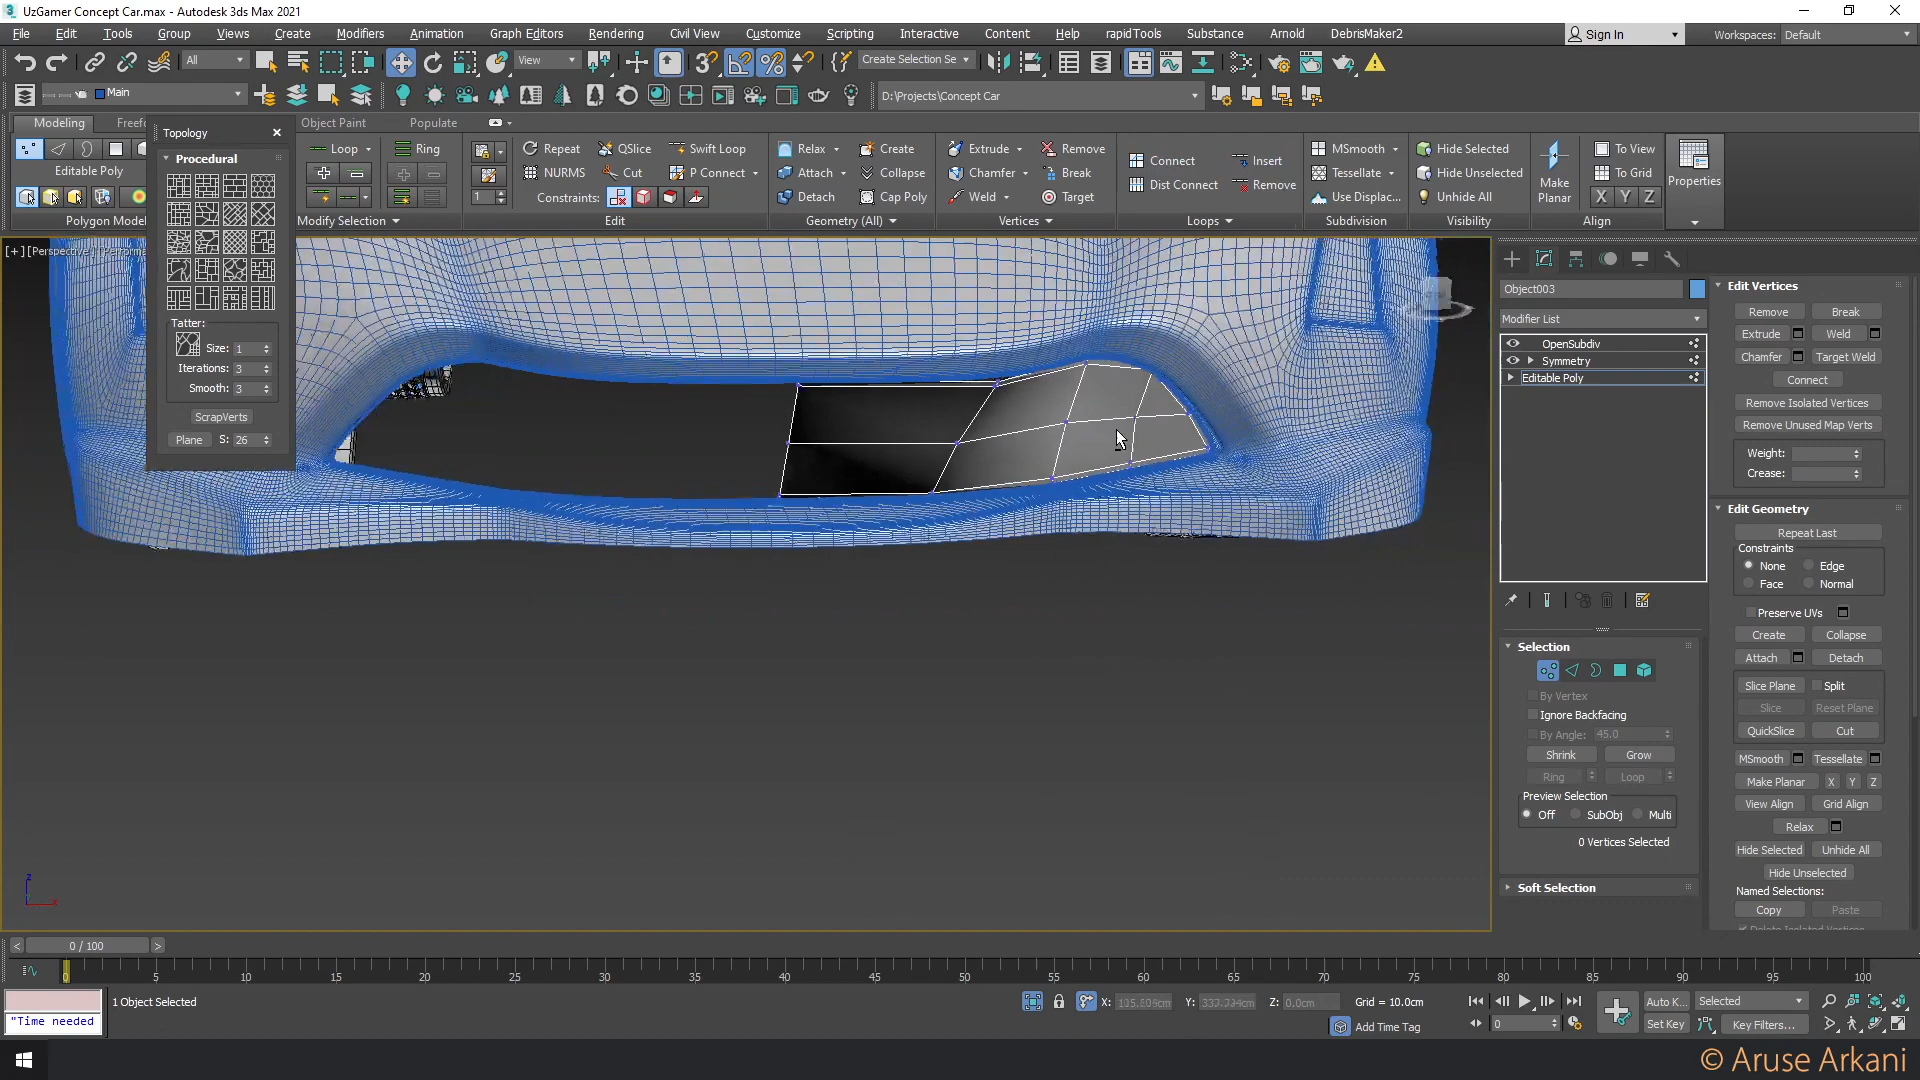 UzGamer Concept Car.max - Autodesk 3ds Max 2021
File Edit Tools Group Views Create Modifiers Animation Graph Editors Rendering Civil View Customize Scripting Interactive Content Help rapidTools Substance Arnold DebrisMaker2 Sign In Workspaces: Default
All View Create Selection Se
Main D:\Projects\Concept Car
Modeling Object Paint Populate
Topology
Procedural
Tatter:
Size: 1
Iterations: 3
Smooth: 3
ScrapVerts
Plane S: 26
Editable Poly
Loop Ring Repeat QSlice Swift Loop Relax Create Extrude Remove MSmooth Hide Selected To View
Connect Insert
NURMS Cut P Connect Attach Collapse Chamfer Break Tessellate Hide Unselected To Grid
Dist Connect Remove
Make Planar
Properties
1 Constraints: Detach Cap Poly Weld Target Use Displac... Unhide All X Y Z
Modify Selection Edit Geometry (All) Vertices Loops Subdivision Visibility Align
Object003
Modifier List
OpenSubdiv
Symmetry
Editable Poly
Selection
By Vertex
Ignore Backfacing
By Angle: 45.0
Shrink Grow
Ring Loop
Preview Selection
Off SubObj Multi
0 Vertices Selected
Soft Selection
Edit Vertices
Remove Break
Extrude Weld
Chamfer Target Weld
Connect
Remove Isolated Vertices
Remove Unused Map Verts
Weight:
Crease:
Edit Geometry
Repeat Last
Constraints
None Edge
Face Normal
Preserve UVs
Create Collapse
Attach Detach
Slice Plane Split
Slice Reset Plane
QuickSlice Cut
MSmooth Tessellate
Make Planar X Y Z
View Align Grid Align
Relax
Hide Selected Unhide All
Hide Unselected
Named Selections:
Copy Paste
z
x
< 0 / 100 >
0 5 10 15 20 25 30 35 40 45 50 55 60 65 70 75 80 85 90 95 100
"Time needed
1 Object Selected
X: Y: Z: 0.0cm Grid = 10.0cm
Add Time Tag
0
Auto K... Selected
Set Key Key Filters...
© Aruse Arkani